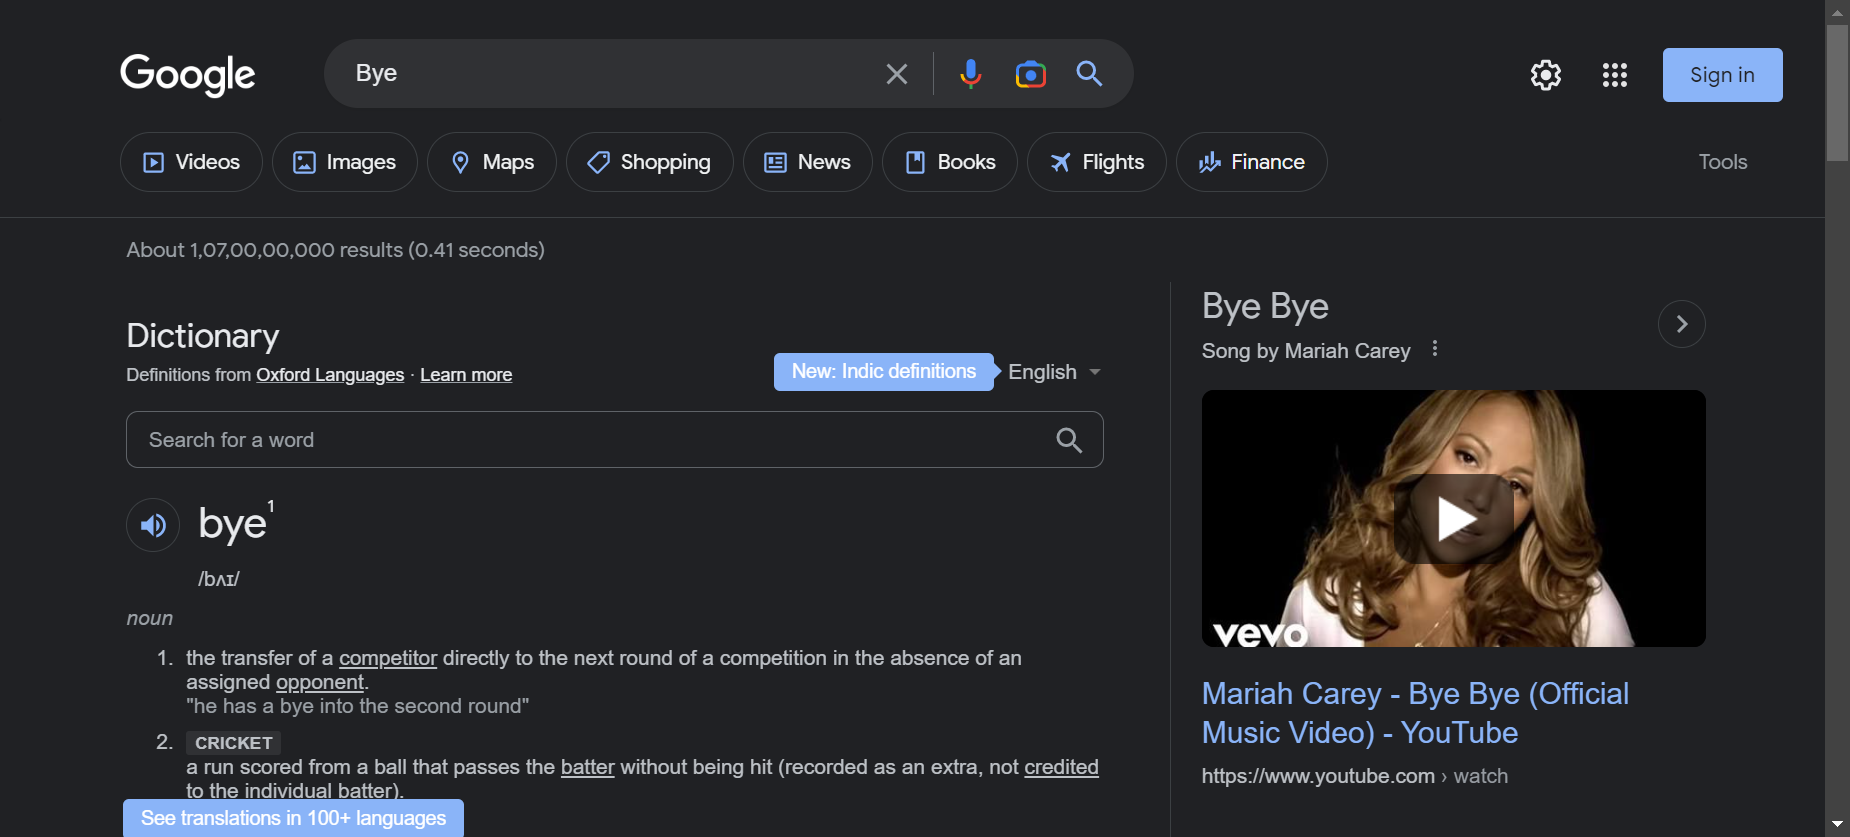 Google
Bye
Sign in
Videos
Images
Maps
Shopping
News
Books
Flights
Finance
Tools
About 1,07,00,00,000 results (0.41 seconds)
Dictionary
Definitions from Oxford Languages · Learn more
New: Indic definitions
English
Search for a word
bye¹
/bʌɪ/
noun
1. the transfer of a competitor directly to the next round of a competition in the absence of an
assigned opponent.
"he has a bye into the second round"
2. CRICKET
a run scored from a ball that passes the batter without being hit (recorded as an extra, not credited
to the individual batter).
See translations in 100+ languages
Bye Bye
Song by Mariah Carey
vevo
Mariah Carey - Bye Bye (Official
Music Video) - YouTube
https://www.youtube.com › watch